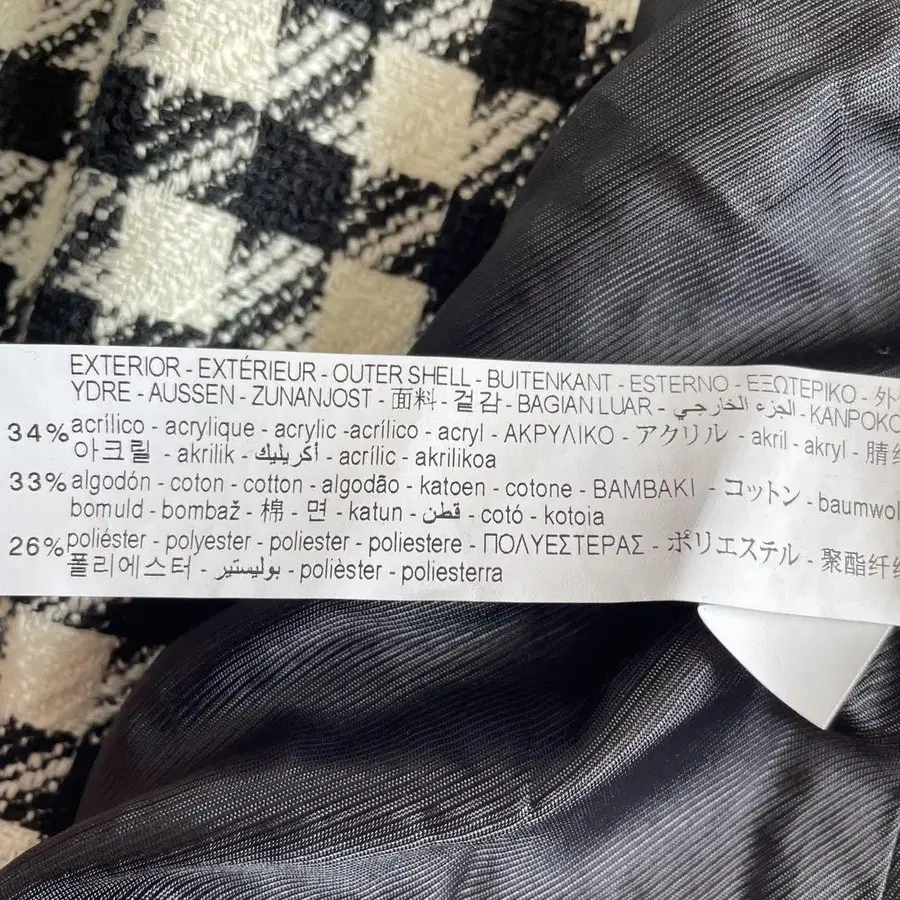 EXTERIOR - EXTÉRIEUR - OUTER SHELL - BUITENKANT - ESTERNO - ΕΞΩΤΕΡΙΚΟ - 外
YDRE - AUSSEN - ZUNANJOST - 面料 - 겉감 - BAGIAN LUAR - الجزء الخارجي - KANPOKO
34% acrílico - acrylique - acrylic -acrílico - acryl - ΑΚΡΥΛΙΚΟ - アクリル - akril - akryl - 腈
아크릴 - akrilik - أكريليك - acrílic - akrilikoa
33% algodón - coton - cotton - algodão - katoen - cotone - BAMBAKI - コットン - baumwol
bomuld - bombaž - 棉 - 면 - katun - قطن - cotó - kotoia
26% poliéster - polyester - poliester - poliestere - ΠΟΛΥΕΣΤΕΡΑΣ - ポリエステル - 聚酯纤
폴리에스터 - بوليستير - polièster - poliesterra